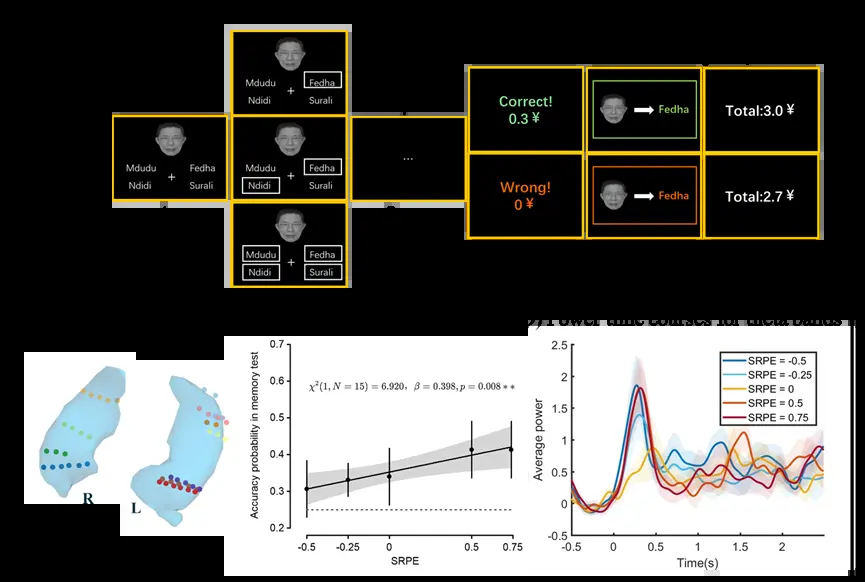 Mdudu Fedha
Ndidi + Surali
Mdudu Fedha
Ndidi + Surali
Mdudu Fedha
Ndidi + Surali
Mdudu Fedha
Ndidi + Surali
...
Correct!
0.3 ¥
Fedha
Total:3.0 ¥
Wrong!
0 ¥
Fedha
Total:2.7 ¥
R
L
Accuracy probability in memory test
0.7
0.6
0.5
0.4
0.3
0.2
χ²(1, N = 15) = 6.920, β = 0.398, p = 0.008 **
-0.5 -0.25 0 0.5 0.75
SRPE
Average power
2.5
2
1.5
1
0.5
0
-0.5
SRPE = -0.5
SRPE = -0.25
SRPE = 0
SRPE = 0.5
SRPE = 0.75
-0.5 0 0.5 1 1.5 2
Time(s)